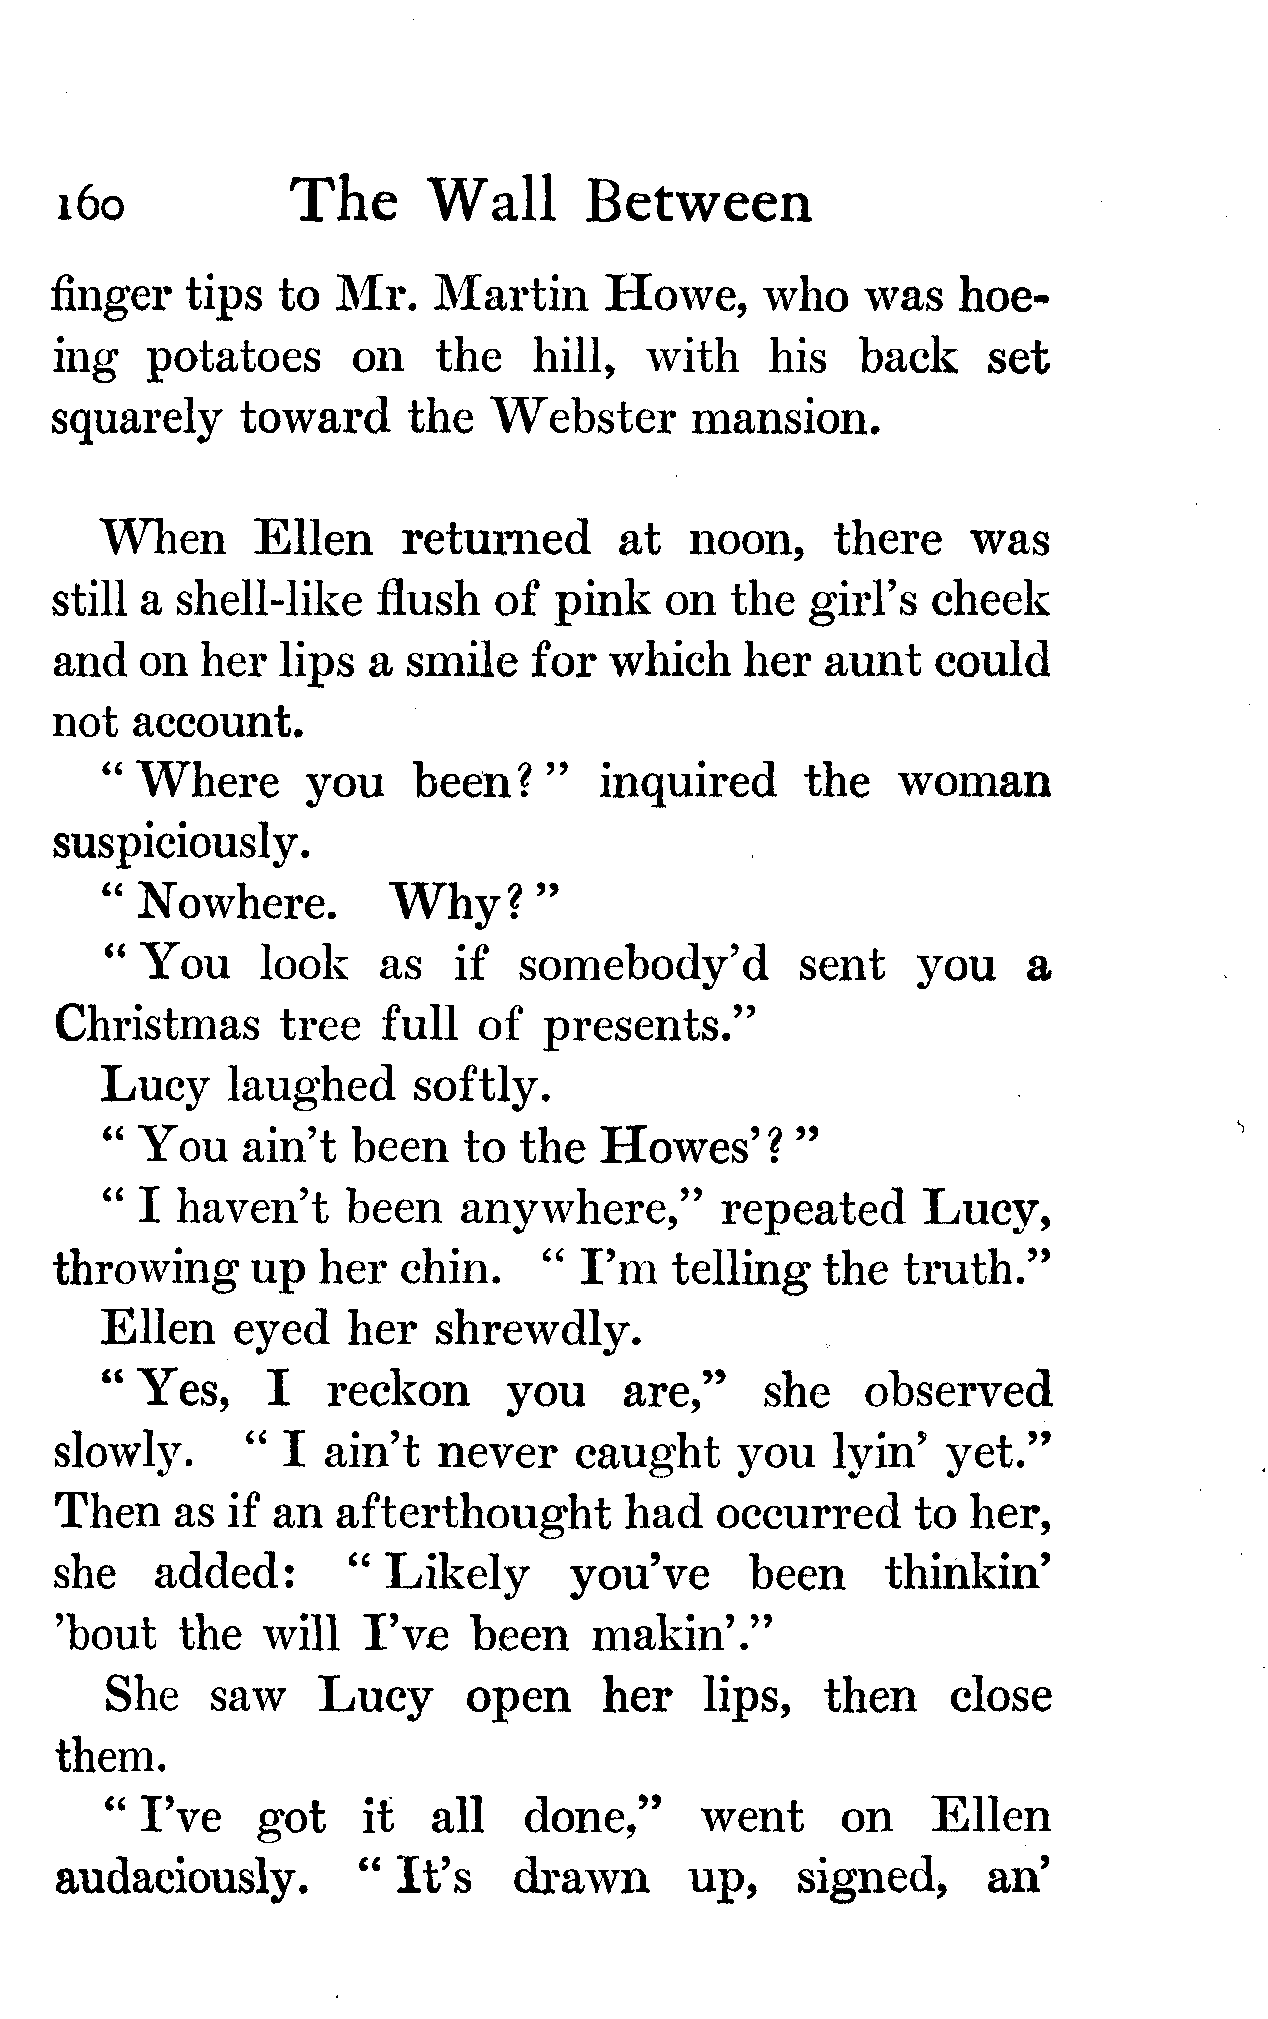 160 The Wall Between
finger tips to Mr. Martin Howe, who was hoe-
ing potatoes on the hill, with his back set
squarely toward the Webster mansion.
When Ellen returned at noon, there was
still a shell-like flush of pink on the girl's cheek
and on her lips a smile for which her aunt could
not account.
" Where you been? " inquired the woman
suspiciously.
" Nowhere. Why? "
" You look as if somebody'd sent you a
Christmas tree full of presents."
Lucy laughed softly.
" You ain't been to the Howes'? "
" I haven't been anywhere," repeated Lucy,
throwing up her chin. " I'm telling the truth."
Ellen eyed her shrewdly.
" Yes, I reckon you are," she observed
slowly. " I ain't never caught you lyin' yet."
Then as if an afterthought had occurred to her,
she added: " Likely you've been thinkin'
'bout the will I've been makin'."
She saw Lucy open her lips, then close
them.
" I've got it all done," went on Ellen
audaciously. " It's drawn up, signed, an'